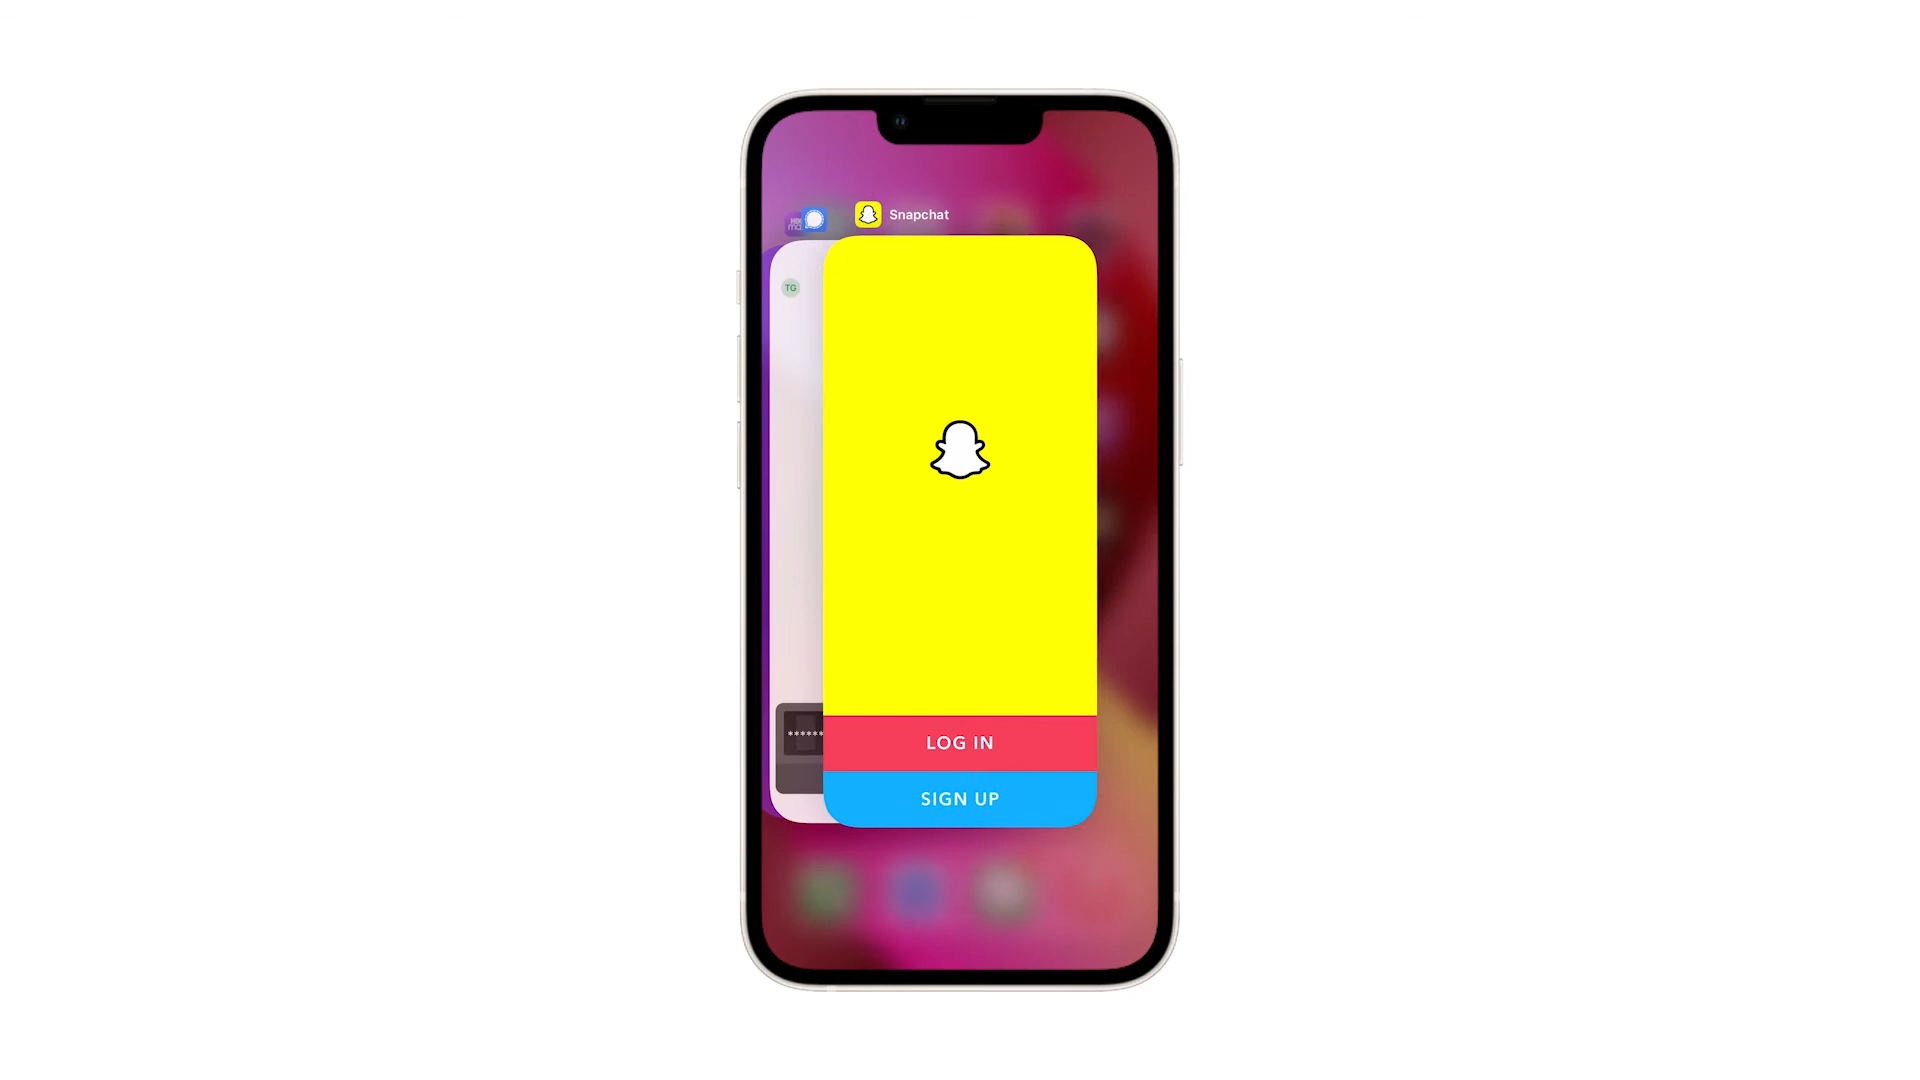 Snapchat
TG
******
LOG IN
SIGN UP